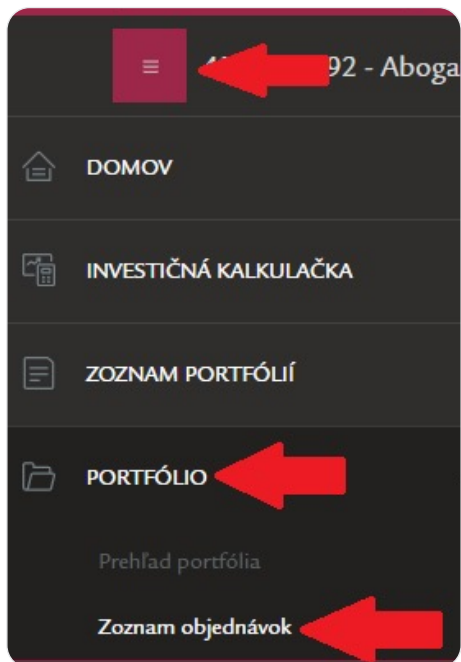 92 - Aboga
DOMOV
INVESTIČNÁ KALKULAČKA
ZOZNAM PORTFÓLIÍ
PORTFÓLIO
Prehľad portfólia
Zoznam objednávok